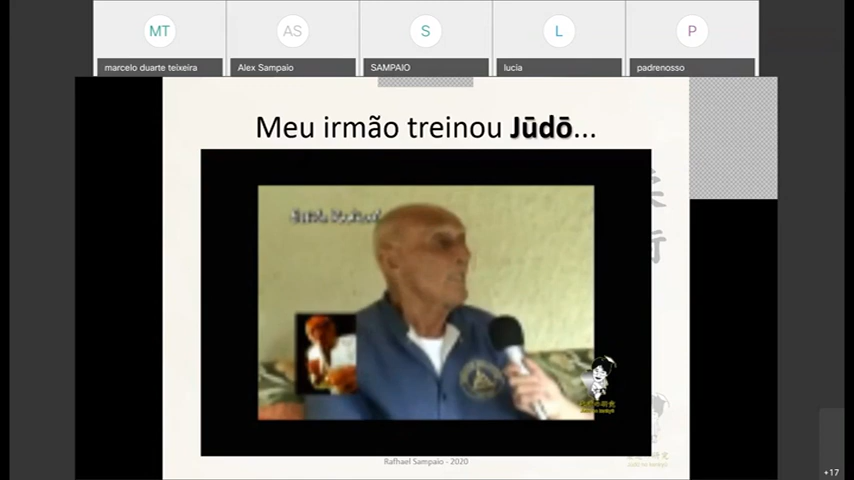 MT
AS
S
L
P
marcelo duarte teixeira
Alex Sampaio
SAMPAIO
lucia
padrenosso
Meu irmão treinou Jūdō...
Rafhael Sampaio - 2020
+17